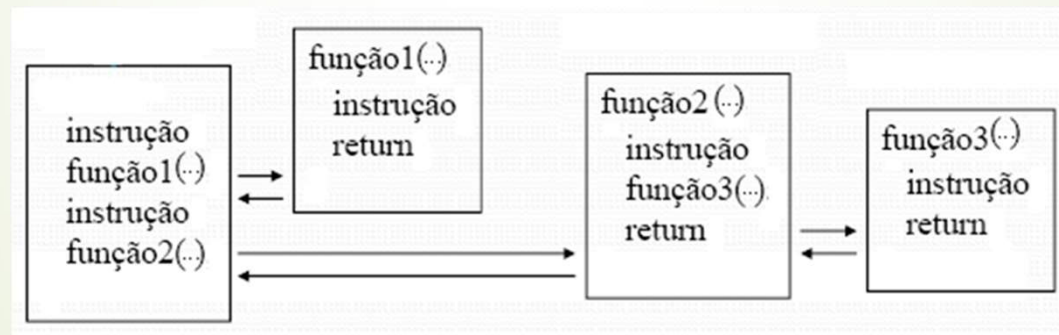 instrução
função1(..)
instrução
função2(..)
função1(..)
instrução
return
função2 (..)
instrução
função3(..)
return
função3(..)
instrução
return